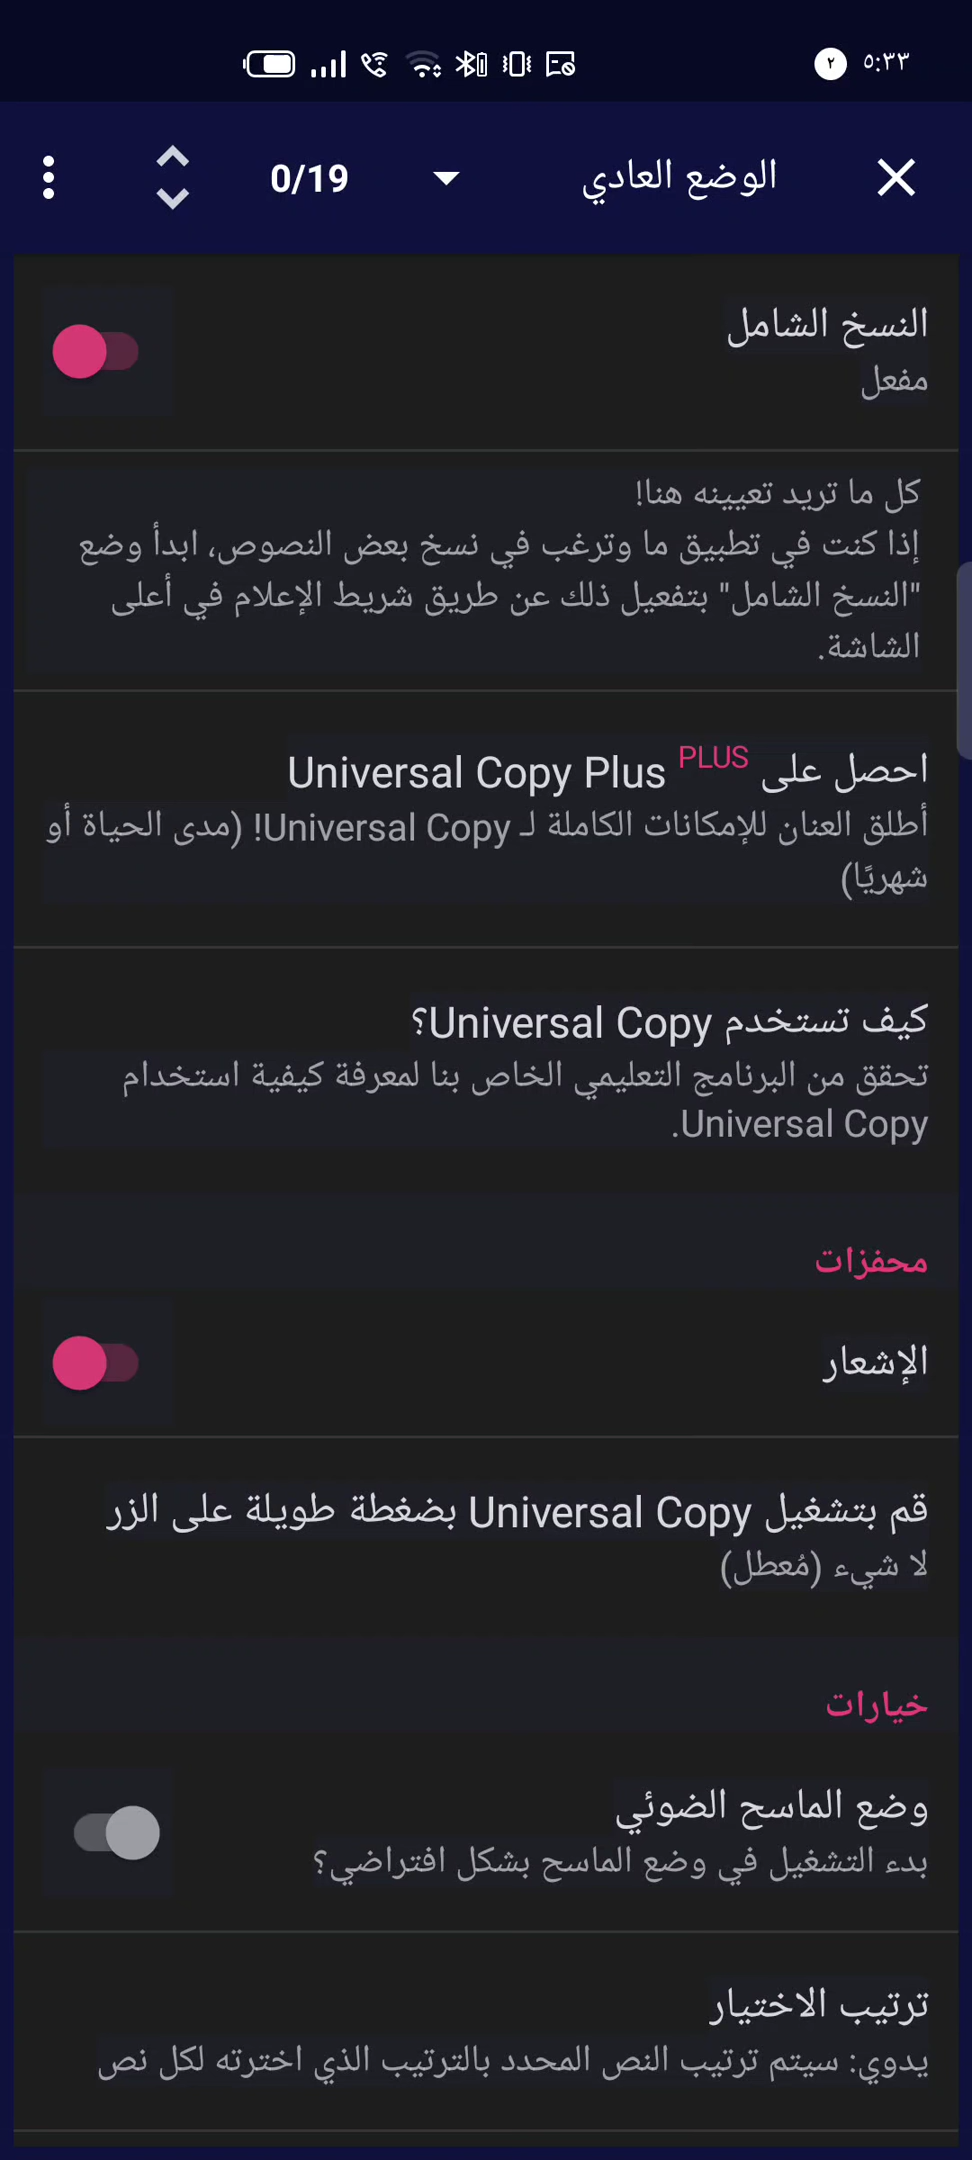 ٥:٣٣
٢
الوضع العادي
0/19
النسخ الشامل
مفعل
كل ما تريد تعيينه هنا!
إذا كنت في تطبيق ما وترغب في نسخ بعض النصوص، ابدأ وضع
"النسخ الشامل" بتفعيل ذلك عن طريق شريط الإعلام في أعلى
الشاشة.
احصل على Universal Copy Plus PLUS
أطلق العنان للإمكانات الكاملة لـ Universal Copy! (مدى الحياة أو
شهريًا)
كيف تستخدم Universal Copy؟
تحقق من البرنامج التعليمي الخاص بنا لمعرفة كيفية استخدام
Universal Copy.
محفزات
الإشعار
قم بتشغيل Universal Copy بضغطة طويلة على الزر
لا شيء (مُعطل)
خيارات
وضع الماسح الضوئي
بدء التشغيل في وضع الماسح بشكل افتراضي؟
ترتيب الاختيار
يدوي: سيتم ترتيب النص المحدد بالترتيب الذي اخترته لكل نص